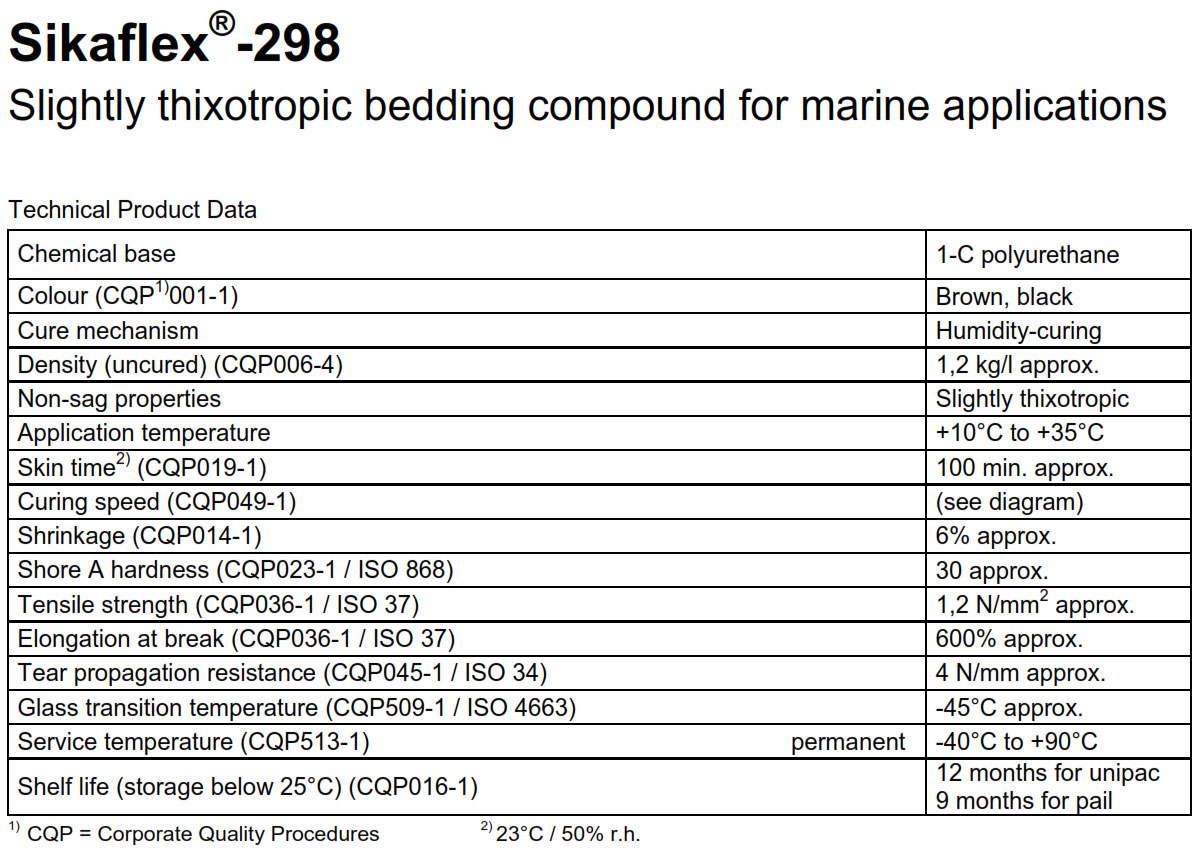 Sikaflex®-298
Slightly thixotropic bedding compound for marine applications
Technical Product Data
Chemical base 1-C polyurethane
Colour (CQP1)001-1) Brown, black
Cure mechanism Humidity-curing
Density (uncured) (CQP006-4) 1,2 kg/l approx.
Non-sag properties Slightly thixotropic
Application temperature +10°C to +35°C
Skin time2) (CQP019-1) 100 min. approx.
Curing speed (CQP049-1) (see diagram)
Shrinkage (CQP014-1) 6% approx.
Shore A hardness (CQP023-1 / ISO 868) 30 approx.
Tensile strength (CQP036-1 / ISO 37) 1,2 N/mm2 approx.
Elongation at break (CQP036-1 / ISO 37) 600% approx.
Tear propagation resistance (CQP045-1 / ISO 34) 4 N/mm approx.
Glass transition temperature (CQP509-1 / ISO 4663) -45°C approx.
Service temperature (CQP513-1) permanent -40°C to +90°C
Shelf life (storage below 25°C) (CQP016-1) 12 months for unipac
9 months for pail
1) CQP = Corporate Quality Procedures 2) 23°C / 50% r.h.